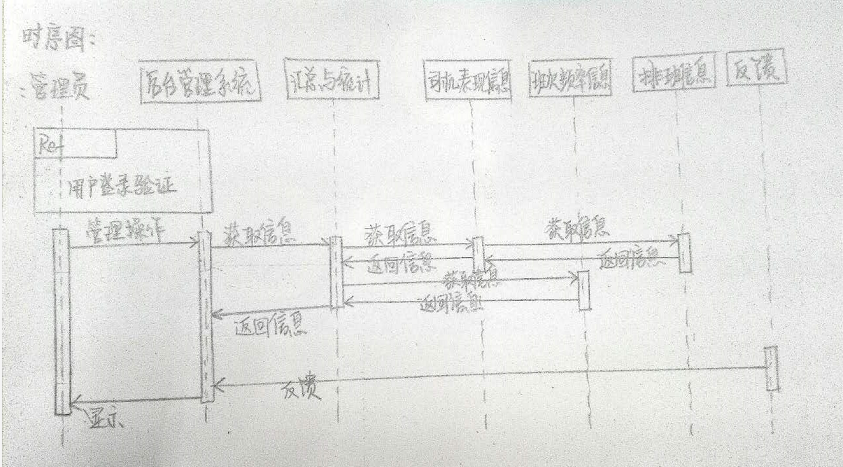 时序图:
:管理员
后台管理系统
汇总与统计
司机表现信息
班次频率信息
排班信息
反馈
Ref
用户登录验证
管理操作
获取信息
获取信息
获取信息
返回信息
返回信息
获取信息
返回信息
返回信息
反馈
显示